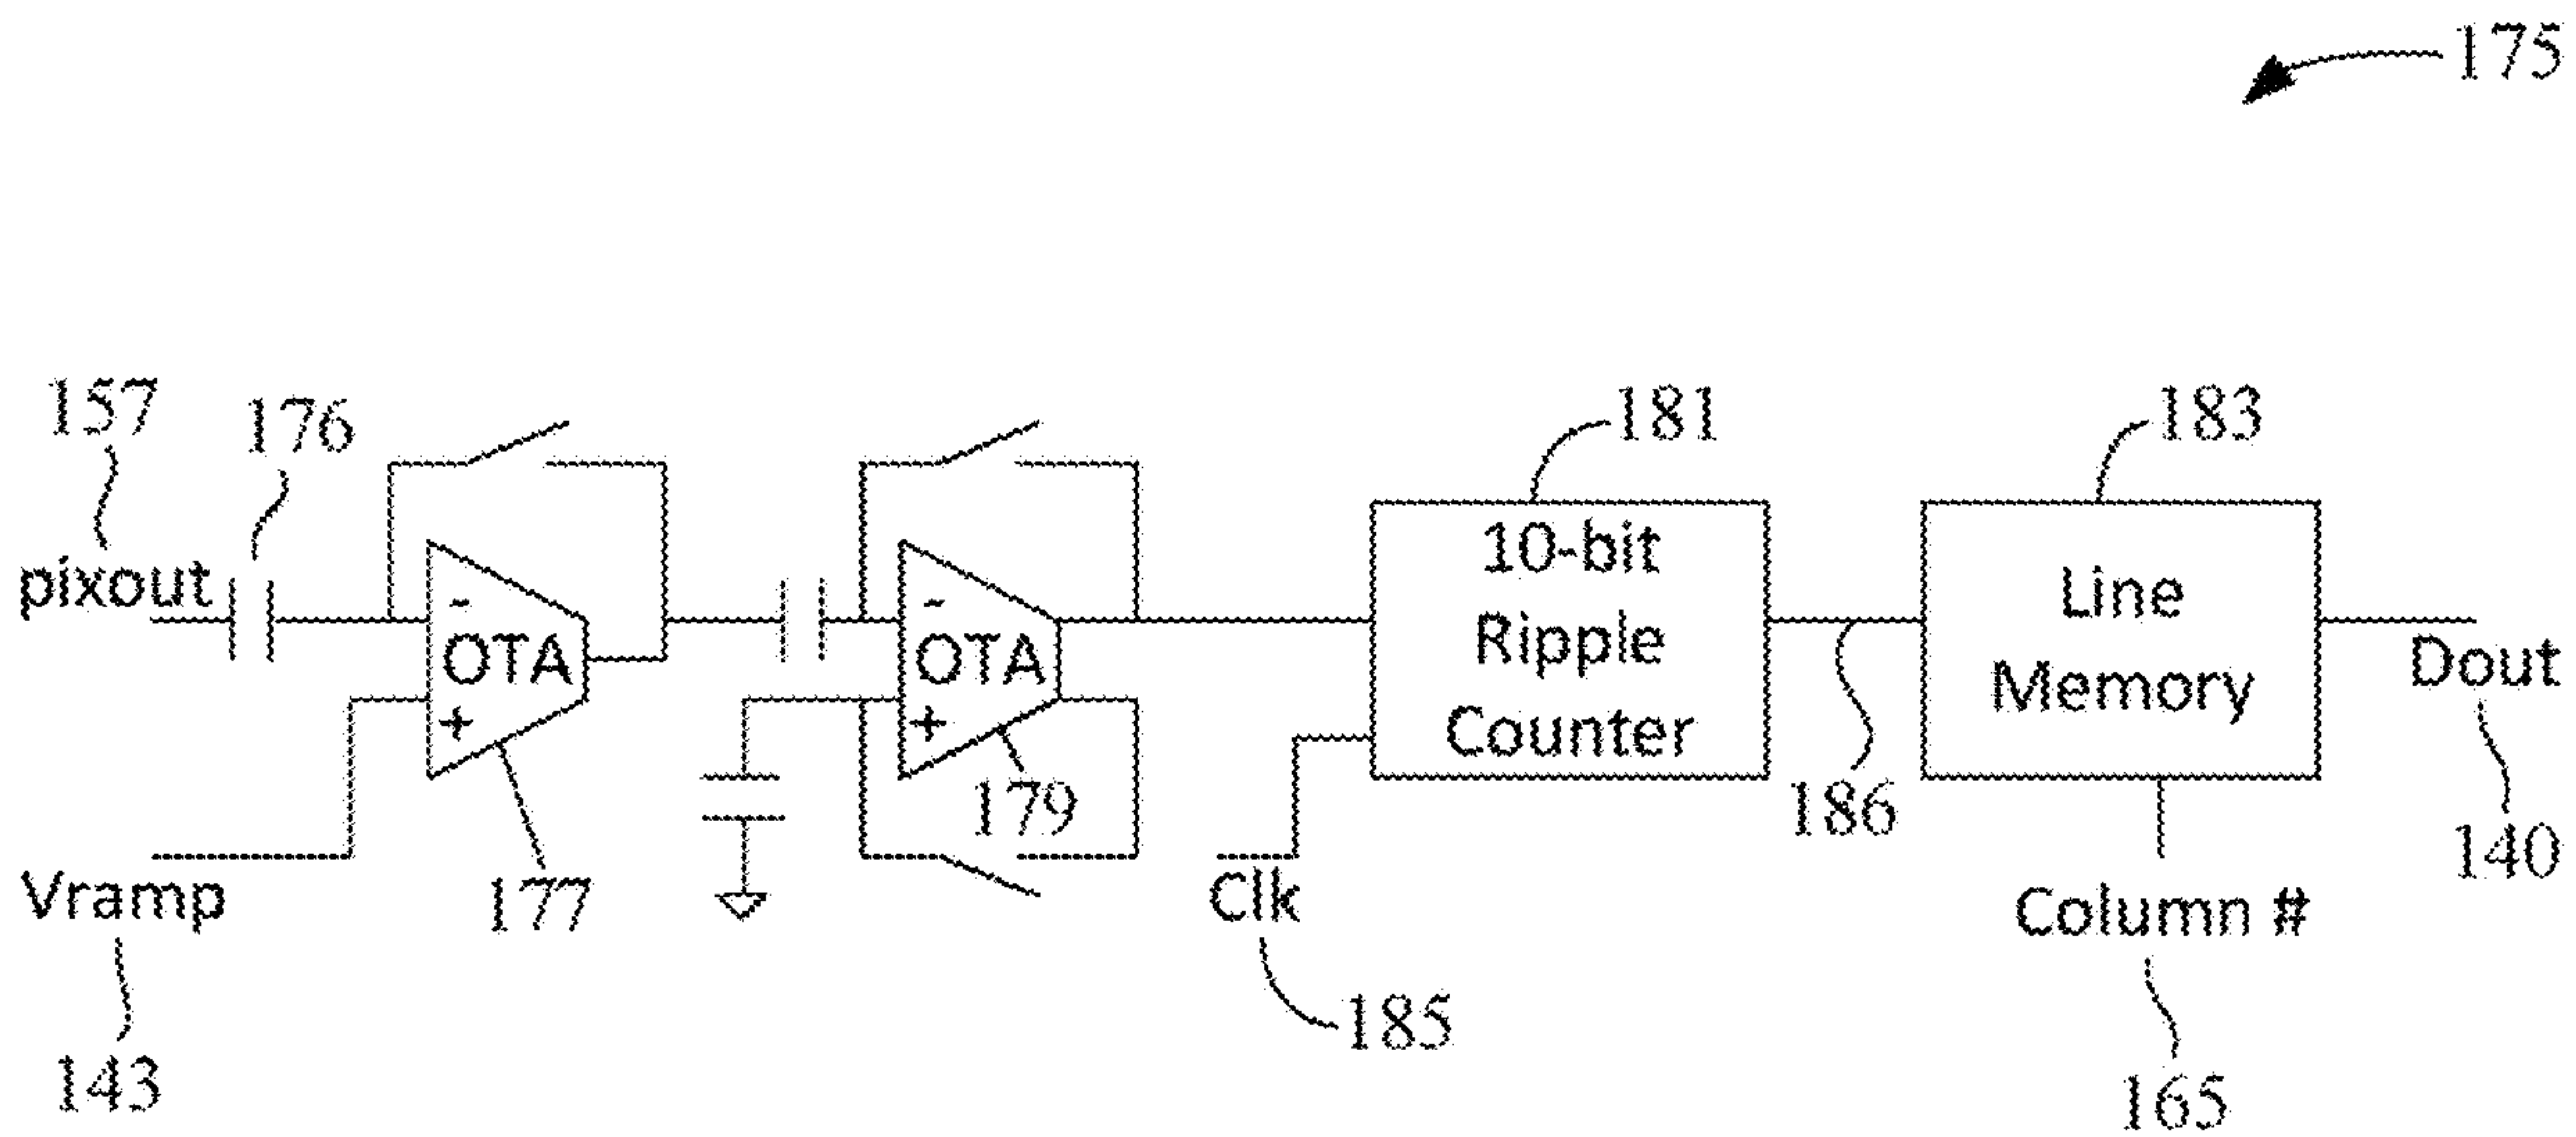 175
157
176
181
183
pixout
-
OTA
+
-
OTA
+
10-bit
Ripple
Counter
Line
Memory
Dout
179
186
140
Vramp
177
Clk
Column #
143
185
165